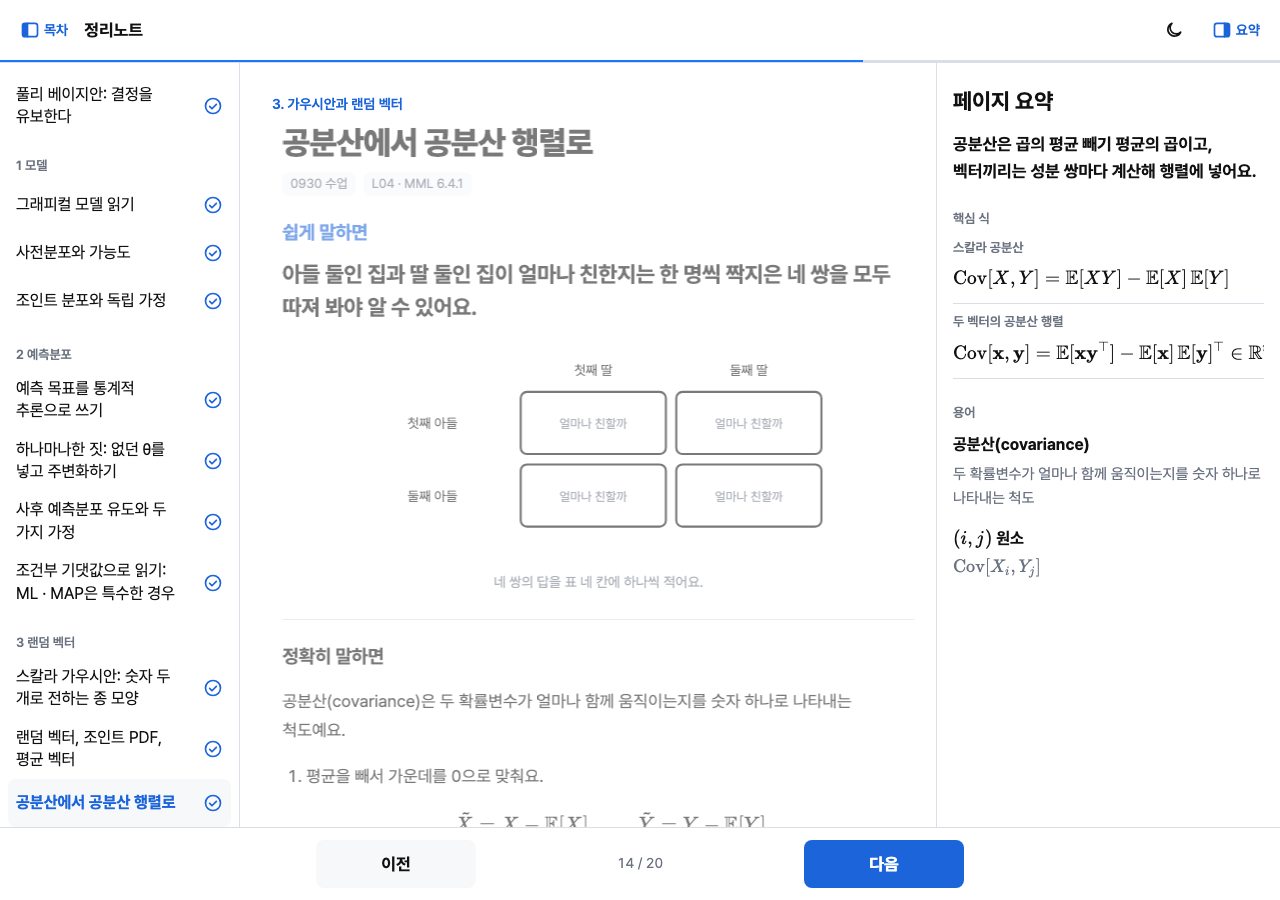 목차 정리노트 요약
풀리 베이지안: 결정을
유보한다
1 모델
그래피컬 모델 읽기
사전분포와 가능도
조인트 분포와 독립 가정
2 예측분포
예측 목표를 통계적
추론으로 쓰기
하나마나한 짓: 없던 θ를
넣고 주변화하기
사후 예측분포 유도와 두
가지 가정
조건부 기댓값으로 읽기:
ML · MAP은 특수한 경우
3 랜덤 벡터
스칼라 가우시안: 숫자 두
개로 전하는 종 모양
랜덤 벡터, 조인트 PDF,
평균 벡터
공분산에서 공분산 행렬로
3. 가우시안과 랜덤 벡터
공분산에서 공분산 행렬로
0930 수업 L04 · MML 6.4.1
쉽게 말하면
아들 둘인 집과 딸 둘인 집이 얼마나 친한지는 한 명씩 짝지은 네 쌍을 모두
따져 봐야 알 수 있어요.
첫째 딸 둘째 딸
첫째 아들 얼마나 친할까 얼마나 친할까
둘째 아들 얼마나 친할까 얼마나 친할까
네 쌍의 답을 표 네 칸에 하나씩 적어요.
정확히 말하면
공분산(covariance)은 두 확률변수가 얼마나 함께 움직이는지를 숫자 하나로 나타내는
척도예요.
1. 평균을 빼서 가운데를 0으로 맞춰요.
X̃ = X − 𝔼[X] Ỹ = Y − 𝔼[Y]
페이지 요약
공분산은 곱의 평균 빼기 평균의 곱이고,
벡터끼리는 성분 쌍마다 계산해 행렬에 넣어요.
핵심 식
스칼라 공분산
Cov[X, Y] = 𝔼[XY] − 𝔼[X] 𝔼[Y]
두 벡터의 공분산 행렬
Cov[𝐱, 𝐲] = 𝔼[𝐱𝐲⊤] − 𝔼[𝐱] 𝔼[𝐲]⊤ ∈ ℝ
용어
공분산(covariance)
두 확률변수가 얼마나 함께 움직이는지를 숫자 하나로
나타내는 척도
(i, j) 원소
Cov[Xᵢ, Yⱼ]
이전 14 / 20 다음